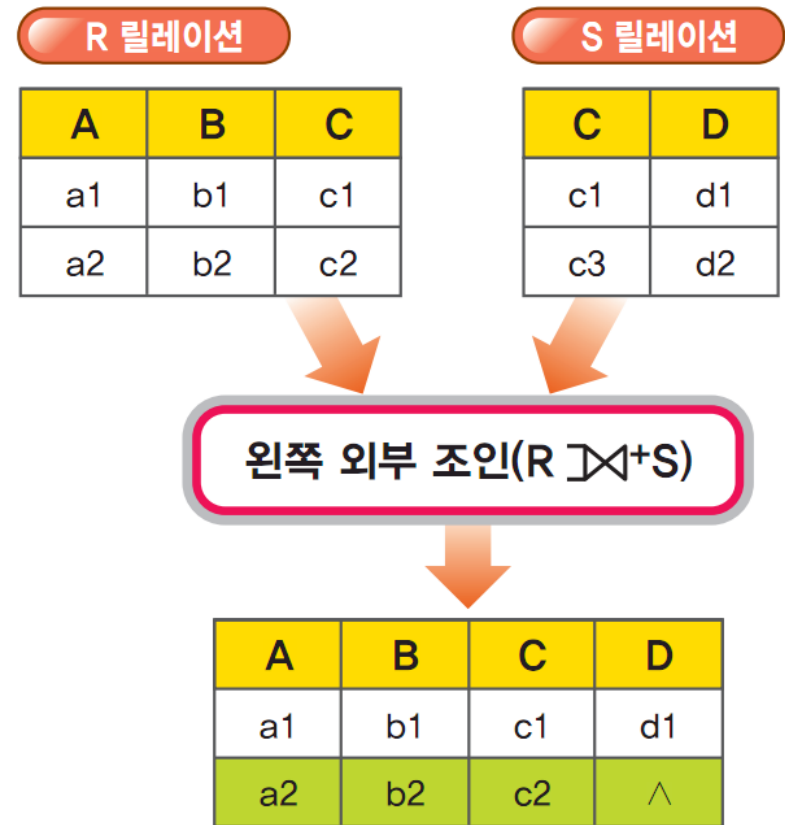 R 릴레이션 S 릴레이션
A B C C D
a1 b1 c1 c1 d1
a2 b2 c2 c3 d2
왼쪽 외부 조인(R ⟕+S)
A B C D
a1 b1 c1 d1
a2 b2 c2 ∧